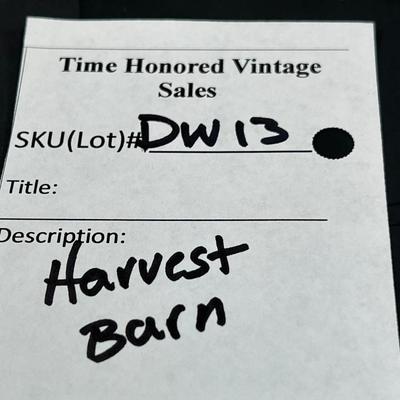 Time Honored Vintage
Sales
SKU(Lot)# DW13
Title:
Description:
Harvest
Barn